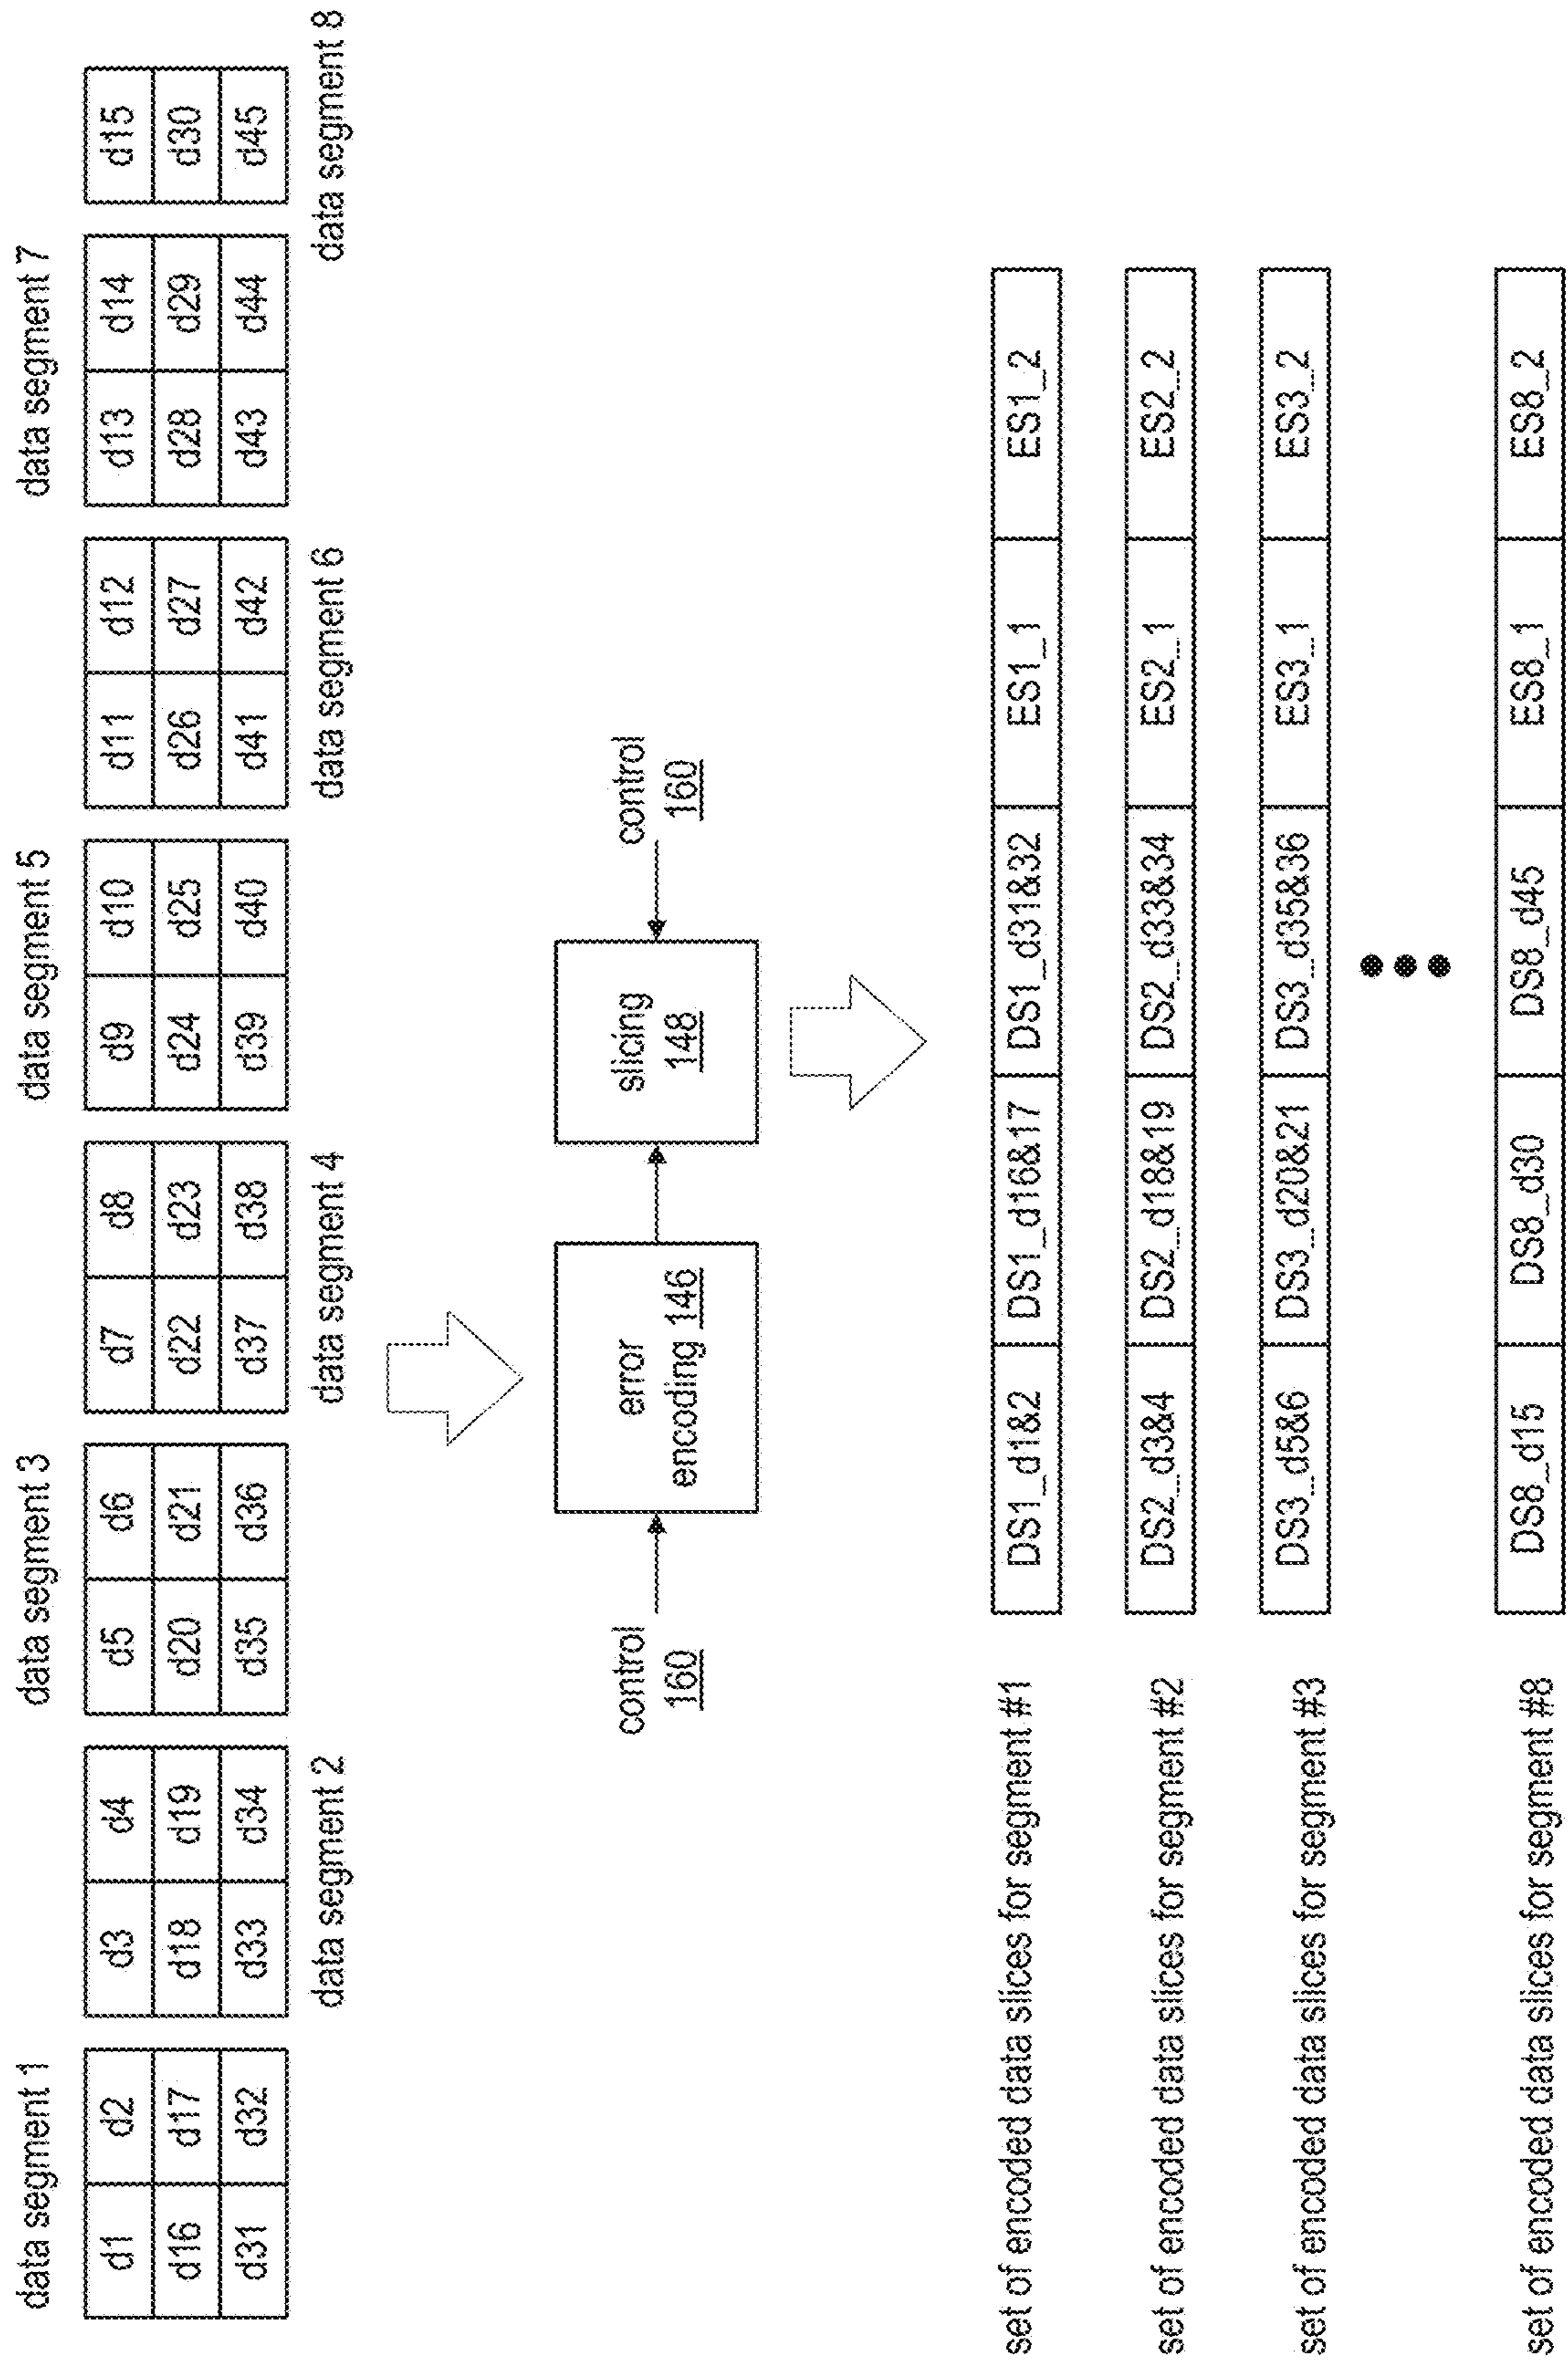 data segment 1
data segment 3
data segment 5
data segment 7
d1 d2 d3 d4 d5 d6 d7 d8 d9 d10 d11 d12 d13 d14 d15
d16 d17 d18 d19 d20 d21 d22 d23 d24 d25 d26 d27 d28 d29 d30
d31 d32 d33 d34 d35 d36 d37 d38 d39 d40 d41 d42 d43 d44 d45
data segment 2
data segment 4
data segment 6
data segment 8
control
160
error
encoding 146
slicing
148
control
160
set of encoded data slices for segment #1 DS1_d1&2 DS1_d16&17 DS1_d31&32 ES1_1 ES1_2
set of encoded data slices for segment #2 DS2_d3&4 DS2_d18&19 DS2_d33&34 ES2_1 ES2_2
set of encoded data slices for segment #3 DS3_d5&6 DS3_d20&21 DS3_d35&36 ES3_1 ES3_2
set of encoded data slices for segment #8 DS8_d15 DS8_d30 DS8_d45 ES8_1 ES8_2